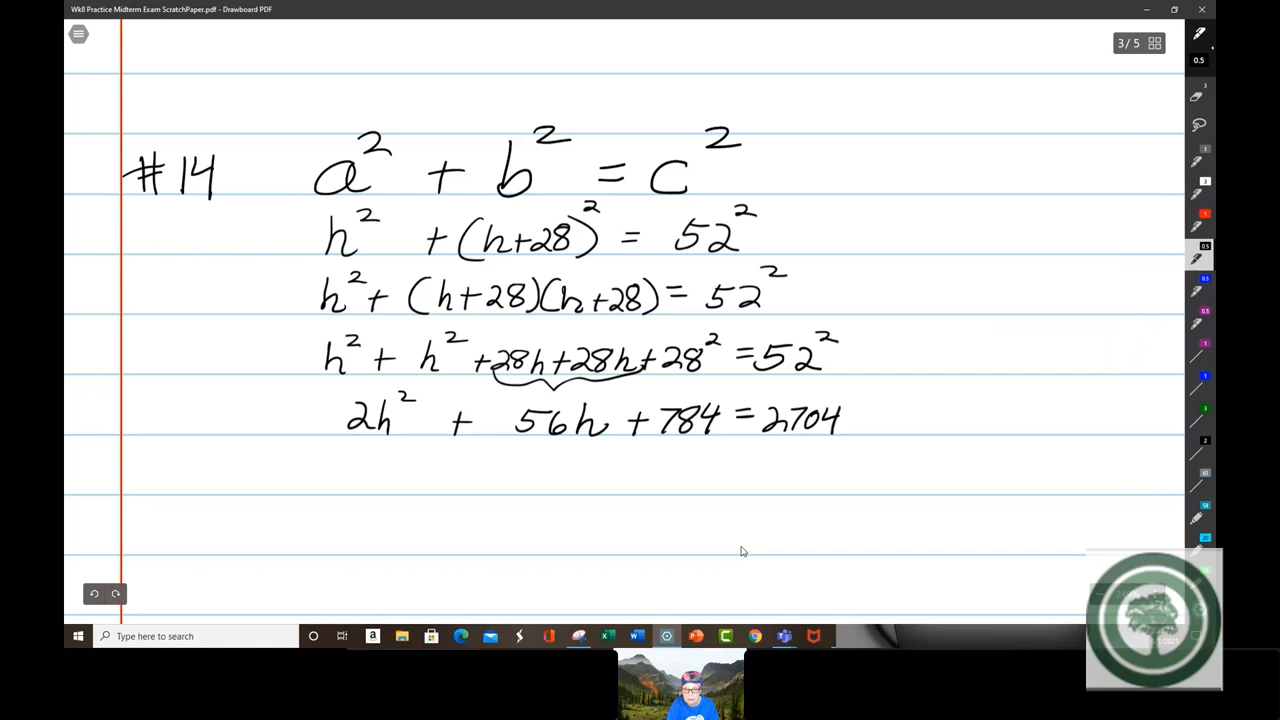 Wk8 Practice Midterm Exam ScratchPaper.pdf - Drawboard PDF
3 / 5
#14 a² + b² = c²
h² + (h+28)² = 52²
h² + (h+28)(h+28) = 52²
h² + h² +28h+28h+28² =52²
2h² + 56h +784 =2704
Type here to search